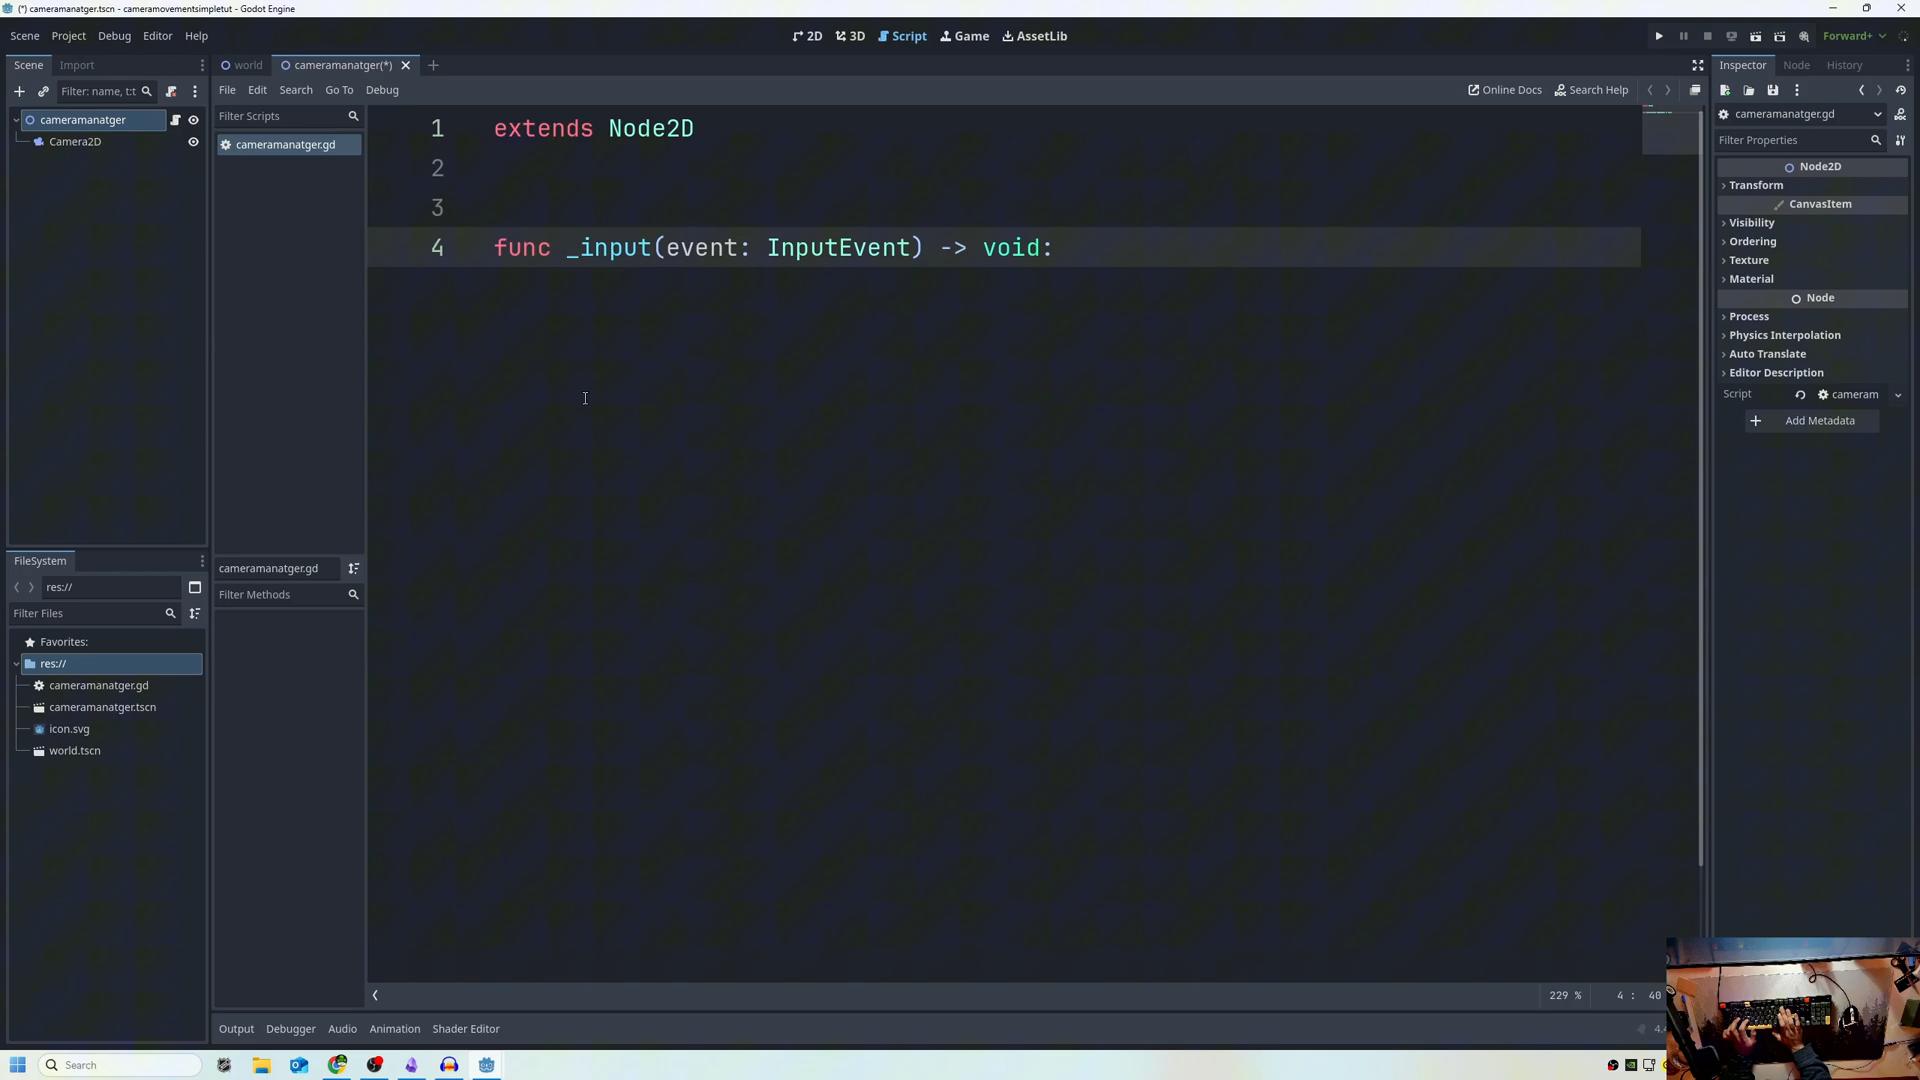 (*) cameramanatger.tscn - cameramovementsimpletut - Godot Engine
Scene Project Debug Editor Help
2D 3D Script Game AssetLib
Forward+
Scene Import
world cameramanatger(*)
Inspector Node History
Filter: name, t:t
File Edit Search Go To Debug
Online Docs Search Help
cameramanatger
Camera2D
Filter Scripts
cameramanatger.gd
1 extends Node2D
2
3
4 func _input(event: InputEvent) -> void:
cameramanatger.gd
Filter Properties
Node2D
Transform
CanvasItem
Visibility
Ordering
Texture
Material
Node
Process
Physics Interpolation
Auto Translate
Editor Description
Script cameram
Add Metadata
FileSystem
res://
Filter Files
Favorites:
res://
cameramanatger.gd
cameramanatger.tscn
icon.svg
world.tscn
cameramanatger.gd
Filter Methods
229 % 4 : 40
Output Debugger Audio Animation Shader Editor
4.4
Search